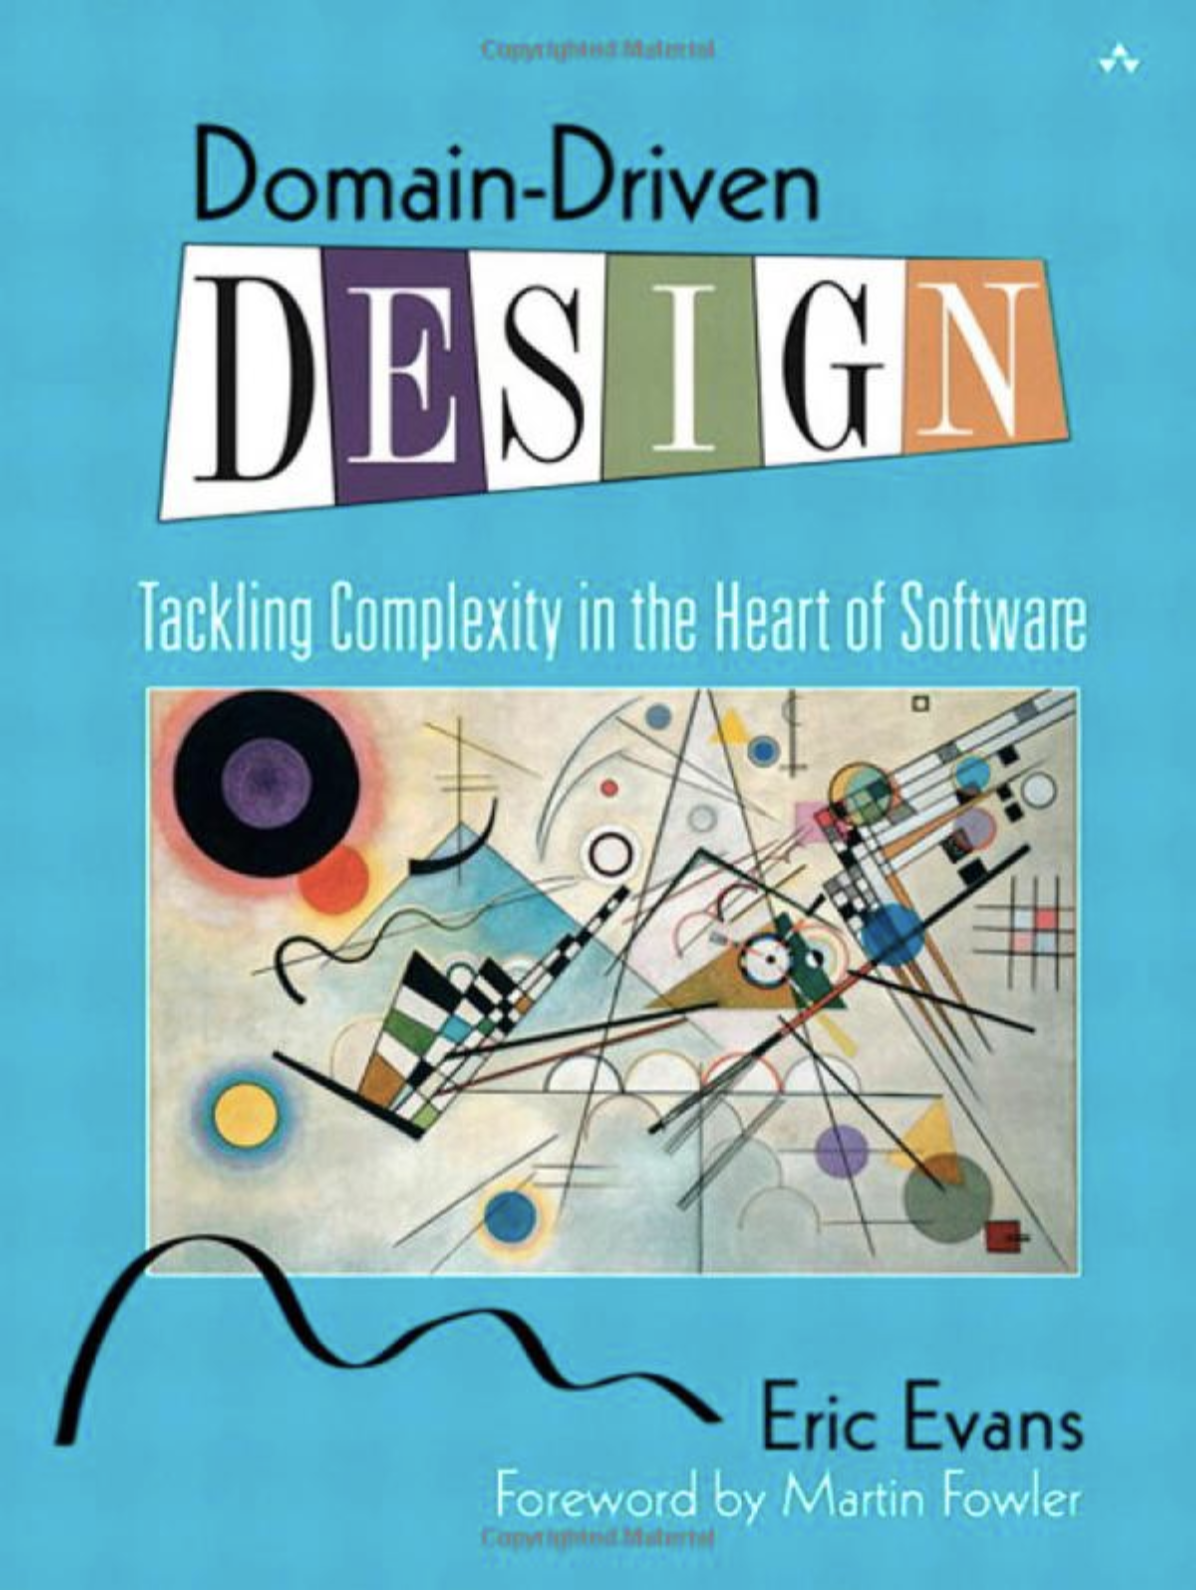 Copyrighted Material
Domain-Driven
DESIGN
Tackling Complexity in the Heart of Software
Eric Evans
Foreword by Martin Fowler
Copyrighted Material